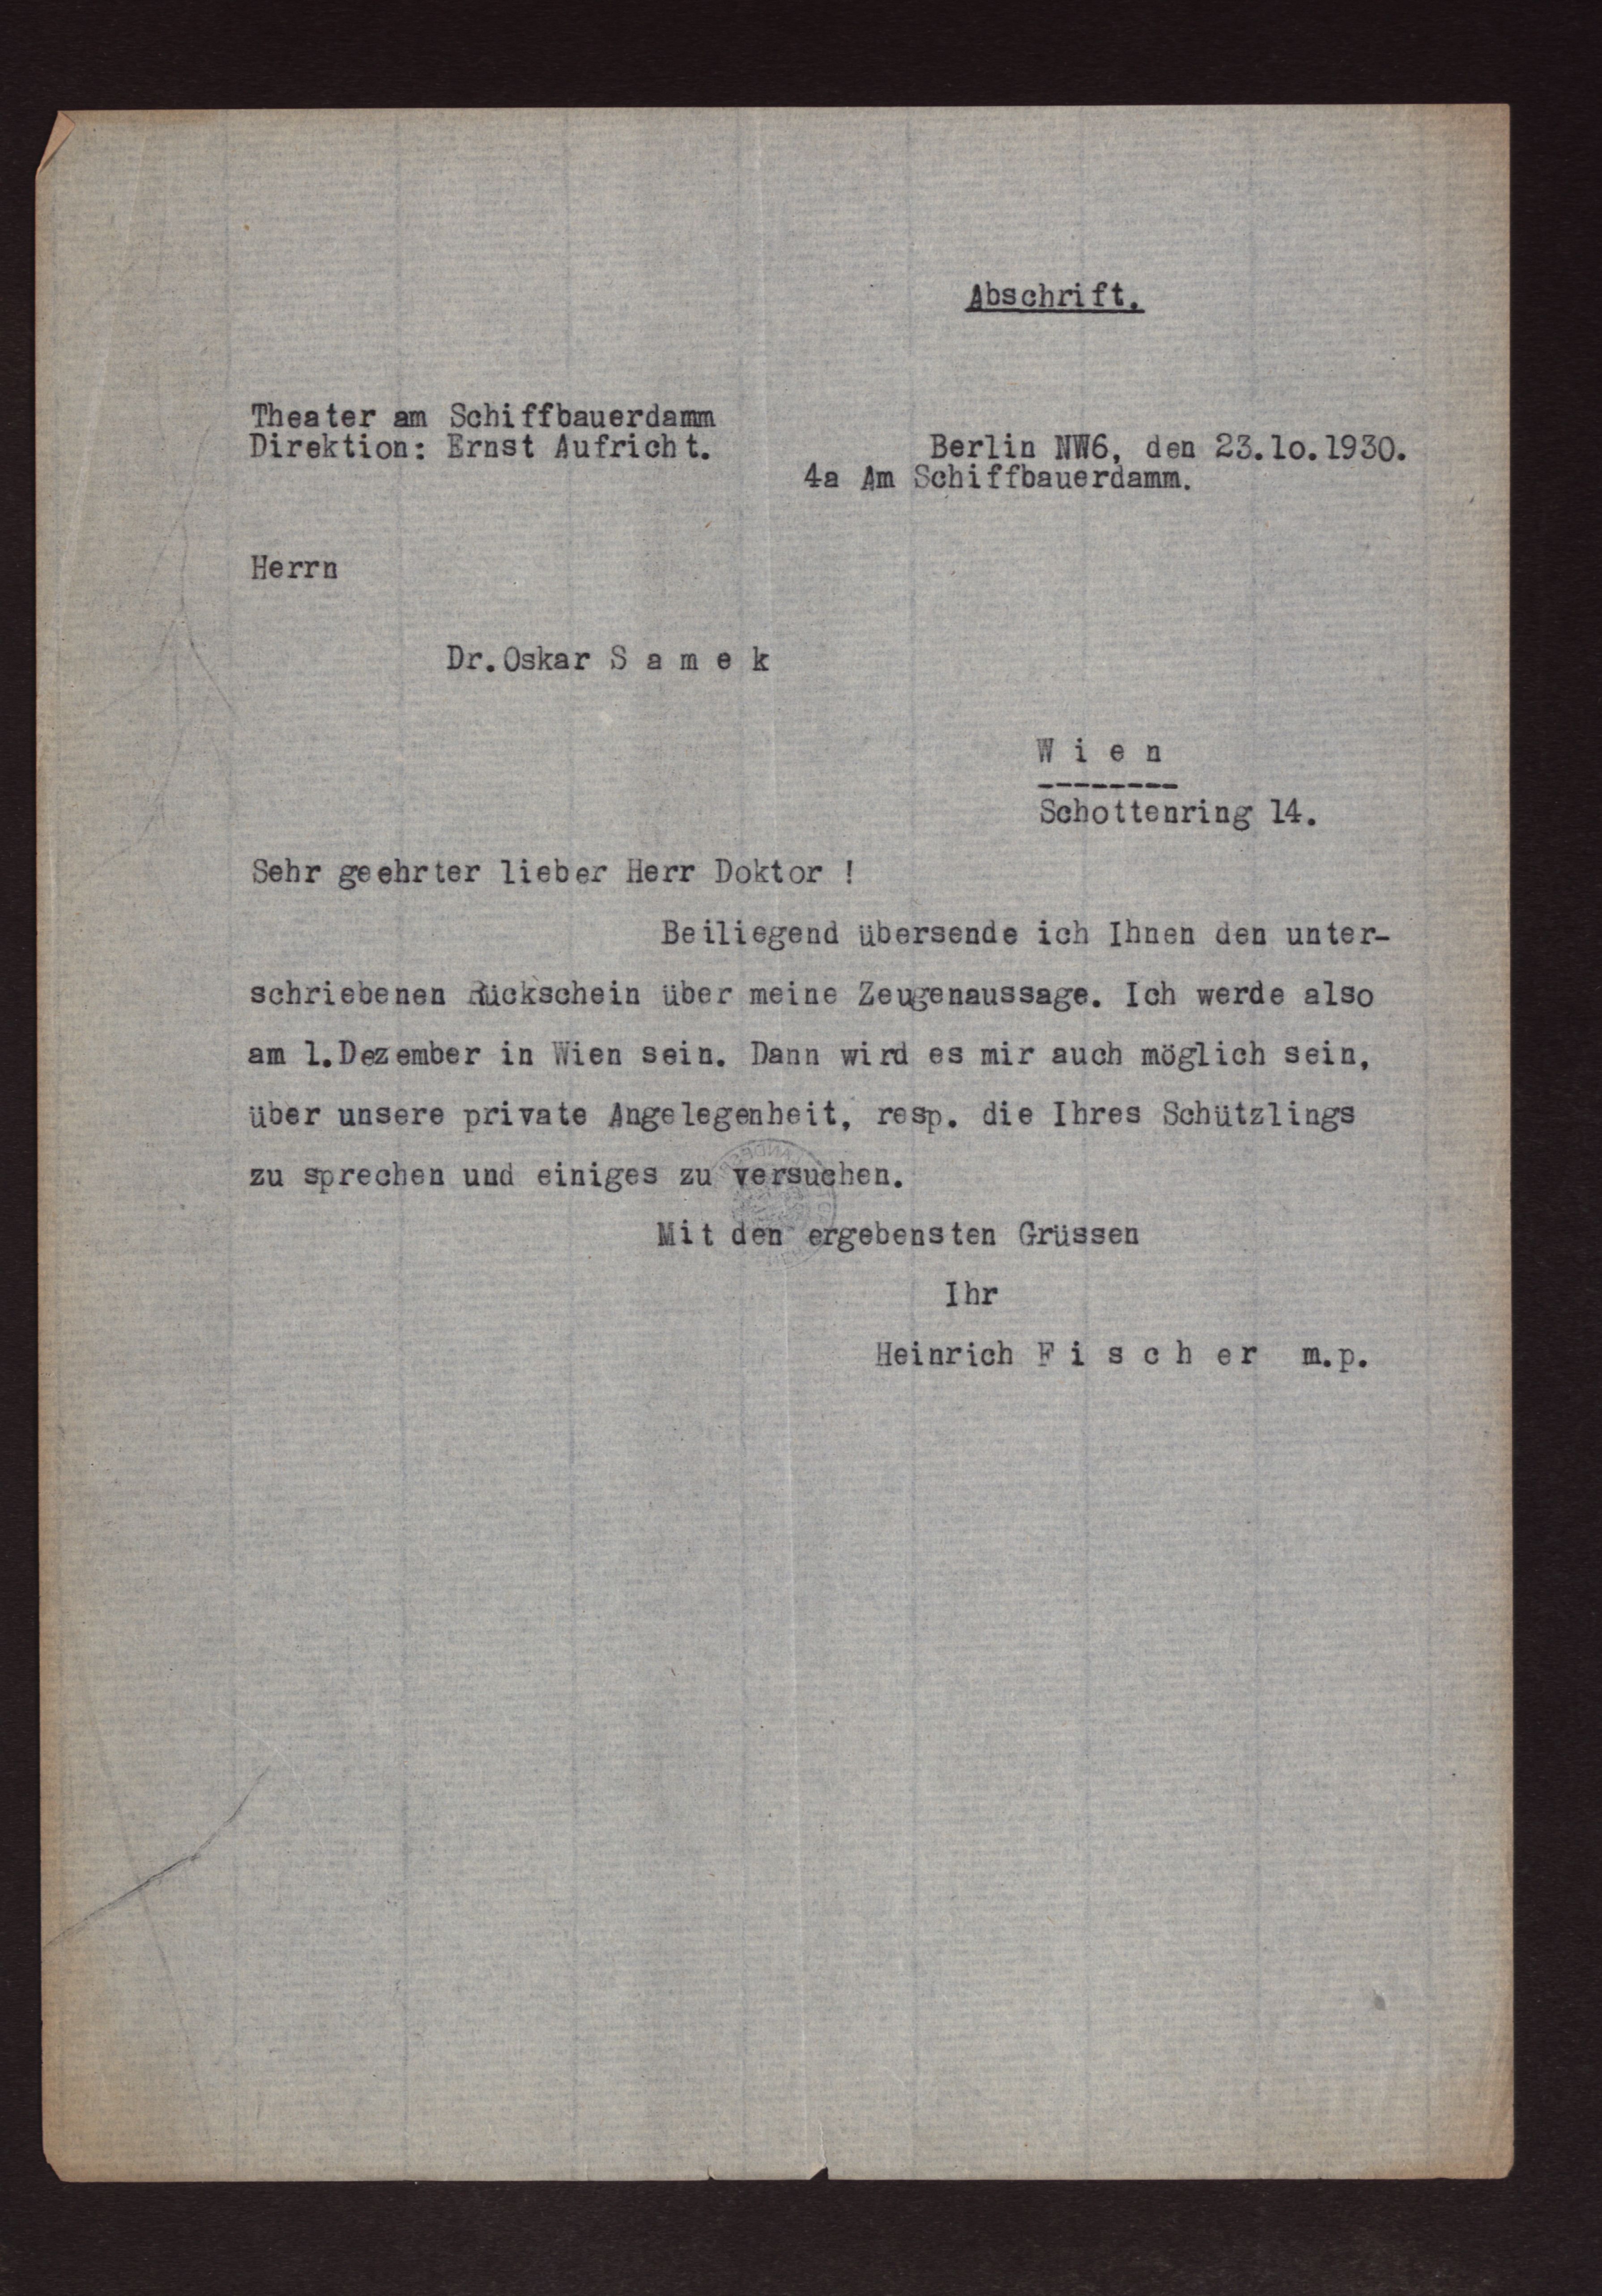 Abschrift.
Theater am Schiffbauerdamm
Direktion: Ernst Aufricht.
Berlin NW6, den 23.1o.1930.
4a Am Schiffbauerdamm.
Herrn
Dr.Oskar S a m e k
W i e n
--------
Schottenring 14.
Sehr geehrter lieber Herr Doktor !
Beiliegend übersende ich Ihnen den unter-
schriebenen Rückschein über meine Zeugenaussage. Ich werde also
am 1.Dezember in Wien sein. Dann wird es mir auch möglich sein,
über unsere private Angelegenheit, resp. die Ihres Schützlings
zu sprechen und einiges zu versuchen.
Mit den ergebensten Grüssen
Ihr
Heinrich F i s c h e r m.p.